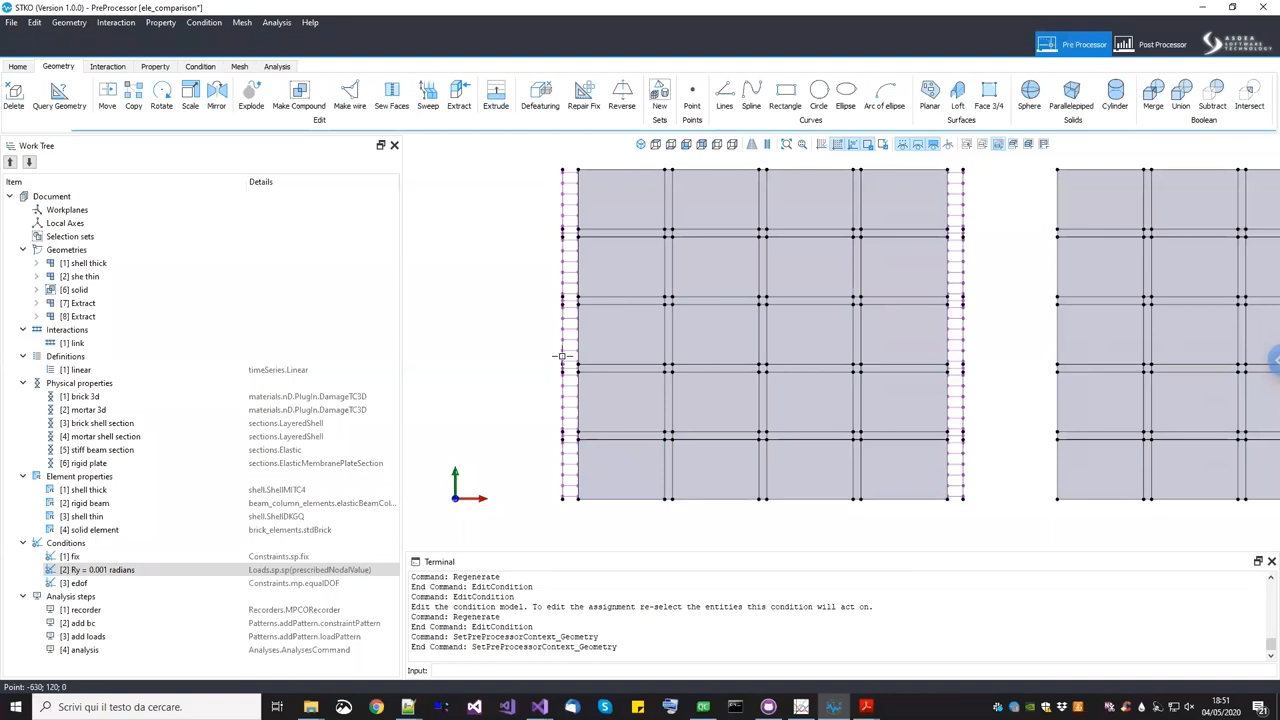 STKO (Version 1.0.0) - PreProcessor [ele_comparison*]
File Edit Geometry Interaction Property Condition Mesh Analysis Help
Pre Processor Post Processor ASDEA SOFTWARE TECHNOLOGY
Home Geometry Interaction Property Condition Mesh Analysis
Delete Query Geometry Move Copy Rotate Scale Mirror Explode Make Compound Make wire Sew Faces Sweep Extract Extrude Defeaturing Repair Fix Reverse New Sets Point Lines Spline Rectangle Circle Ellipse Arc of ellipse Planar Loft Face 3/4 Sphere Parallelepiped Cylinder Merge Union Subtract Intersect
Edit Sets Points Curves Surfaces Solids Boolean
Work Tree
Item Details
Document
Workplanes
Local Axes
Selection sets
Geometries
[1] shell thick
[2] she thin
[6] solid
[7] Extract
[8] Extract
Interactions
[1] link
Definitions
[1] linear timeSeries.Linear
Physical properties
[1] brick 3d materials.nD.PlugIn.DamageTC3D
[2] mortar 3d materials.nD.PlugIn.DamageTC3D
[3] brick shell section sections.LayeredShell
[4] mortar shell section sections.LayeredShell
[5] stiff beam section sections.Elastic
[6] rigid plate sections.ElasticMembranePlateSection
Element properties
[1] shell thick shell.ShellMITC4
[2] rigid beam beam_column_elements.elasticBeamCol...
[3] shell thin shell.ShellDKGQ
[4] solid element brick_elements.stdBrick
Conditions
[1] fix Constraints.sp.fix
[2] Ry = 0.001 radians Loads.sp.sp(prescribedNodalValue)
[3] edof Constraints.mp.equalDOF
Analysis steps
[1] recorder Recorders.MPCORecorder
[2] add bc Patterns.addPattern.constraintPattern
[3] add loads Patterns.addPattern.loadPattern
[4] analysis Analyses.AnalysesCommand
Terminal
Command: Regenerate
End Command: EditCondition
Command: EditCondition
Edit the condition model. To edit the assignment re-select the entities this condition will act on.
Command: Regenerate
End Command: EditCondition
Command: SetPreProcessorContext_Geometry
End Command: SetPreProcessorContext_Geometry
Input:
Point: -630; 120; 0
Scrivi qui il testo da cercare.
18:51
04/05/2020